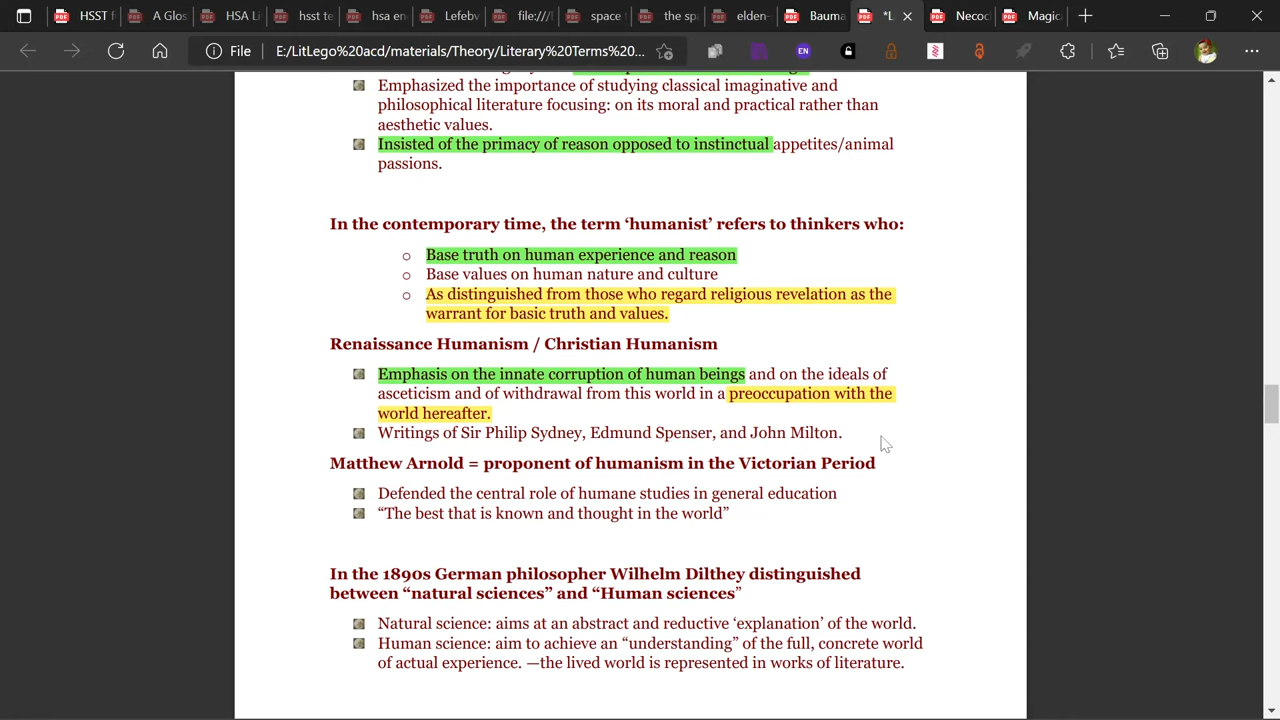 HSST f
A Glos
HSA Li
hsst te
hsa en
Lefebv
file:///
space
the sp
elden-
Bauma
*L
Necod
Magic
File
E:/LitLego%20acd/materials/Theory/Literary%20Terms%20...
EN
Emphasized the importance of studying classical imaginative and
philosophical literature focusing: on its moral and practical rather than
aesthetic values.
Insisted of the primacy of reason opposed to instinctual appetites/animal
passions.
In the contemporary time, the term ‘humanist’ refers to thinkers who:
Base truth on human experience and reason
Base values on human nature and culture
As distinguished from those who regard religious revelation as the
warrant for basic truth and values.
Renaissance Humanism / Christian Humanism
Emphasis on the innate corruption of human beings and on the ideals of
asceticism and of withdrawal from this world in a preoccupation with the
world hereafter.
Writings of Sir Philip Sydney, Edmund Spenser, and John Milton.
Matthew Arnold = proponent of humanism in the Victorian Period
Defended the central role of humane studies in general education
“The best that is known and thought in the world”
In the 1890s German philosopher Wilhelm Dilthey distinguished
between “natural sciences” and “Human sciences”
Natural science: aims at an abstract and reductive ‘explanation’ of the world.
Human science: aim to achieve an “understanding” of the full, concrete world
of actual experience. —the lived world is represented in works of literature.